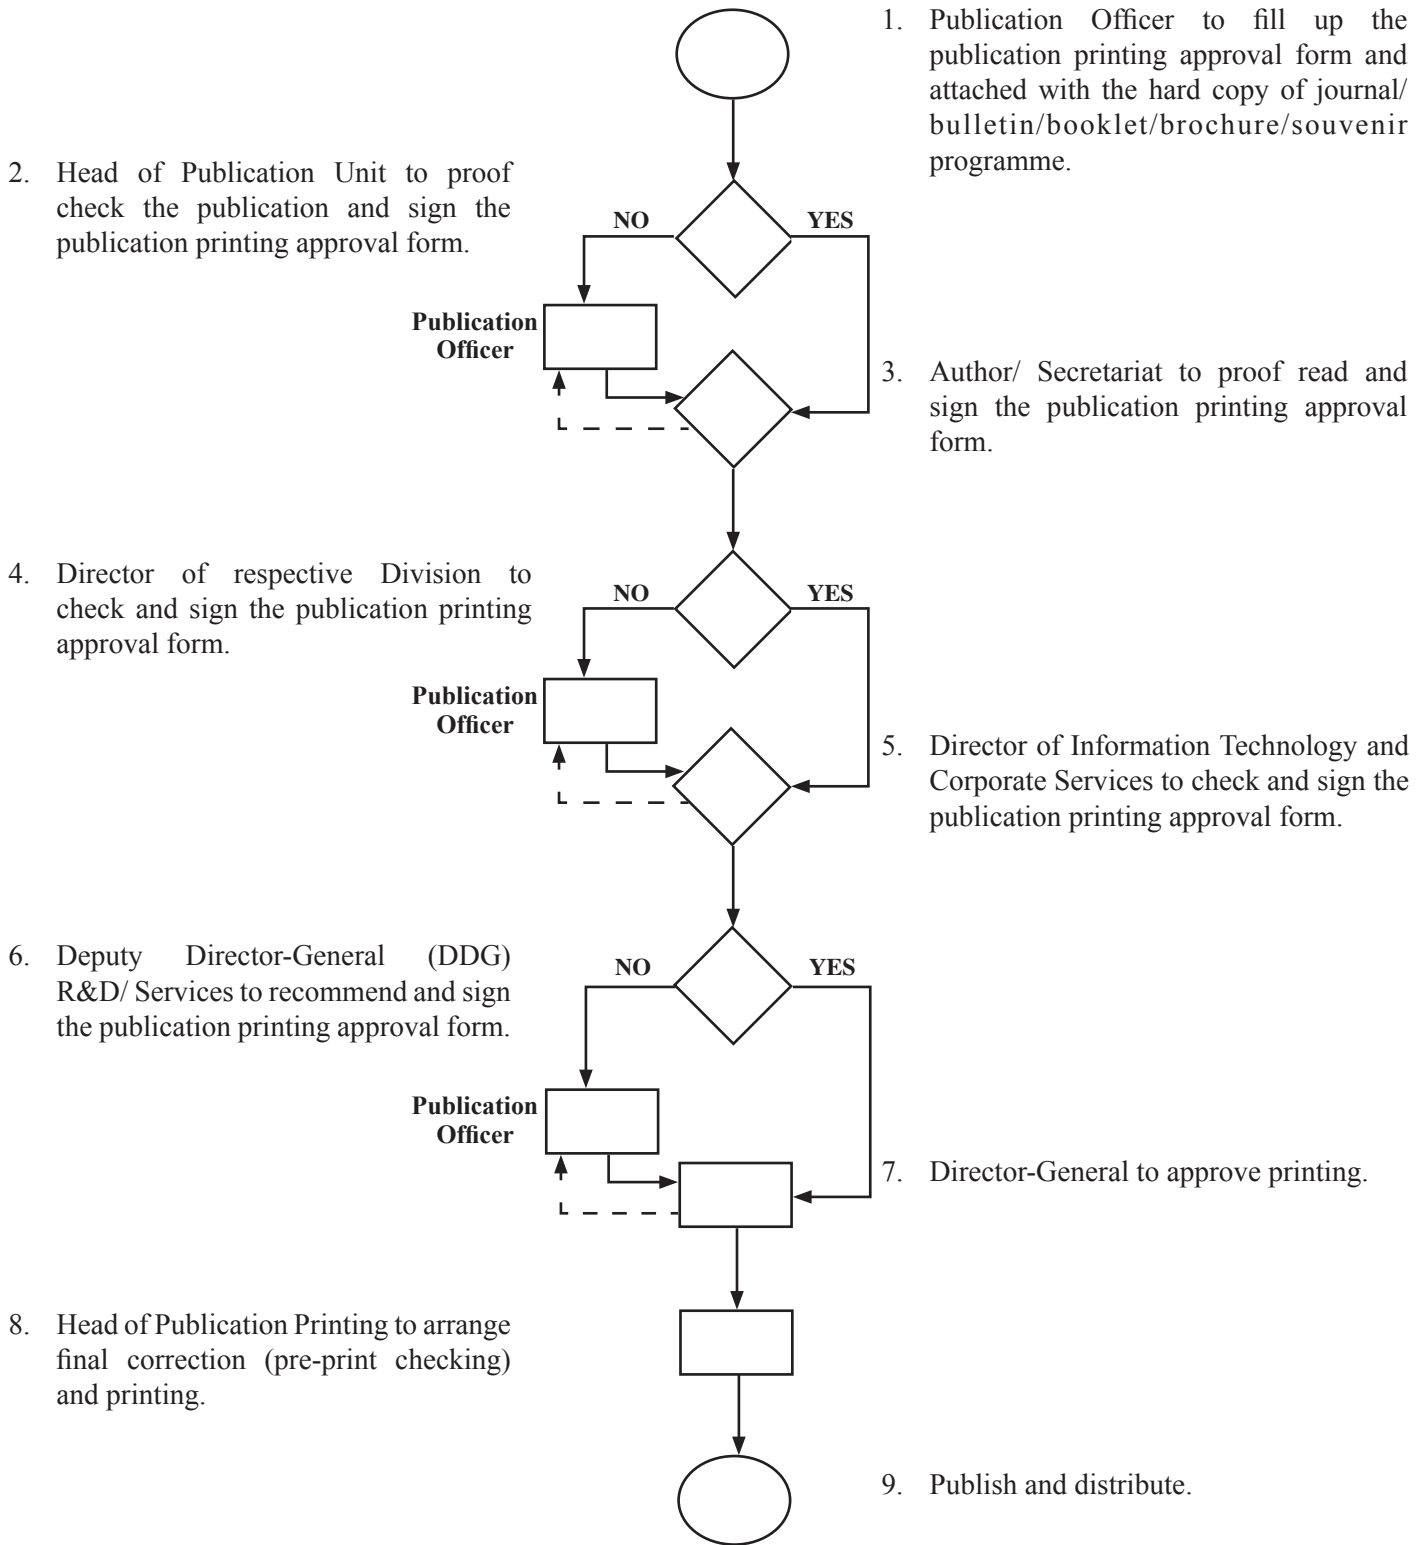 1. Publication Officer to fill up the
publication printing approval form and
attached with the hard copy of journal/
bulletin/booklet/brochure/souvenir
programme.
2. Head of Publication Unit to proof
check the publication and sign the
publication printing approval form.
NO
YES
Publication
Officer
3. Author/ Secretariat to proof read and
sign the publication printing approval
form.
4. Director of respective Division to
check and sign the publication printing
approval form.
NO
YES
Publication
Officer
5. Director of Information Technology and
Corporate Services to check and sign the
publication printing approval form.
6. Deputy Director-General (DDG)
R&D/ Services to recommend and sign
the publication printing approval form.
NO
YES
Publication
Officer
7. Director-General to approve printing.
8. Head of Publication Printing to arrange
final correction (pre-print checking)
and printing.
9. Publish and distribute.